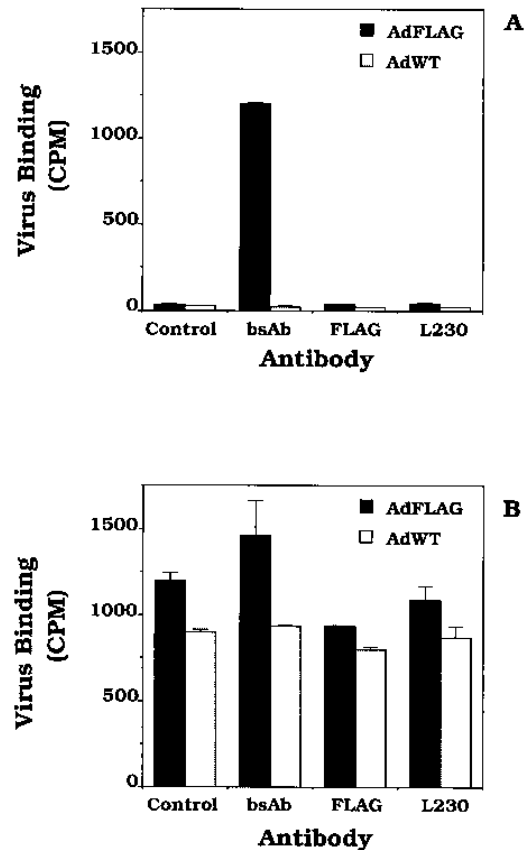 A
AdFLAG
AdWT
1500
1000
500
0
Virus Binding
(CPM)
Control bsAb FLAG L230
Antibody
B
AdFLAG
AdWT
1500
1000
500
0
Virus Binding
(CPM)
Control bsAb FLAG L230
Antibody